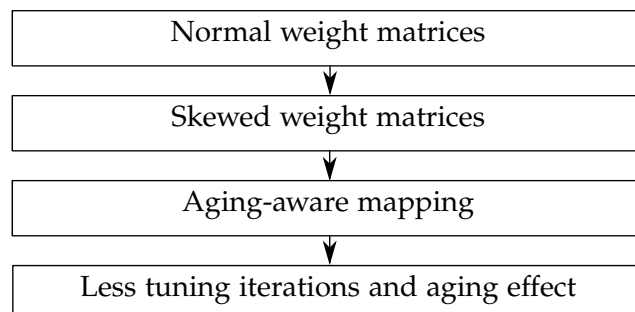 Normal weight matrices
Skewed weight matrices
Aging-aware mapping
Less tuning iterations and aging effect